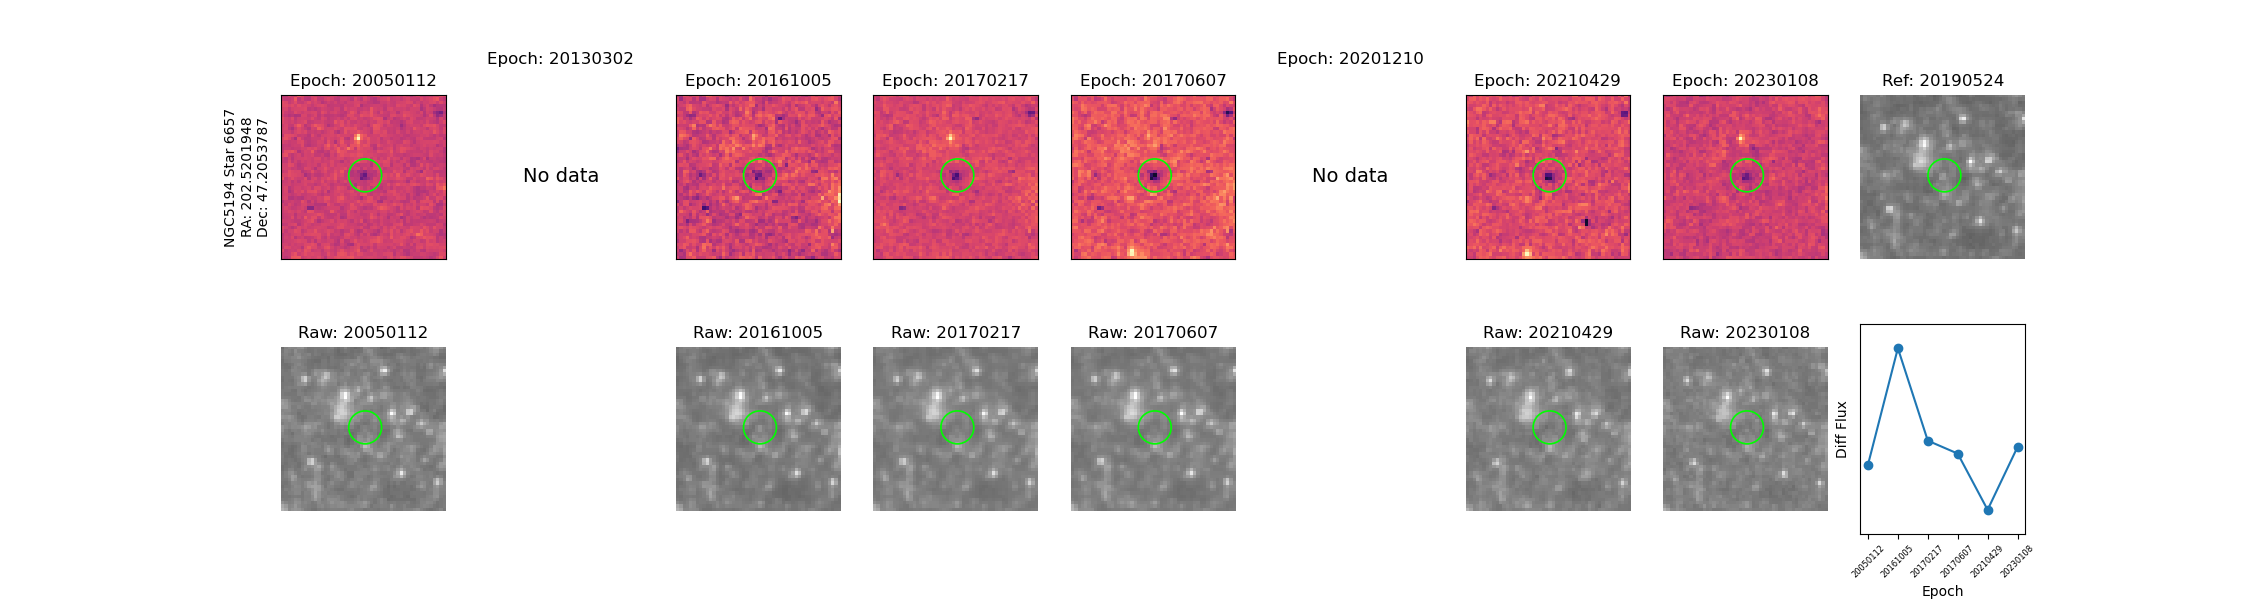 NGC5194 Star 6657
RA: 202.5201948
Dec: 47.2053787
Epoch: 20050112
Epoch: 20130302
No data
Epoch: 20161005
Epoch: 20170217
Epoch: 20170607
Epoch: 20201210
No data
Epoch: 20210429
Epoch: 20230108
Ref: 20190524
Raw: 20050112
Raw: 20161005
Raw: 20170217
Raw: 20170607
Raw: 20210429
Raw: 20230108
Diff Flux
20050112
20161005
20170217
20170607
20210429
20230108
Epoch